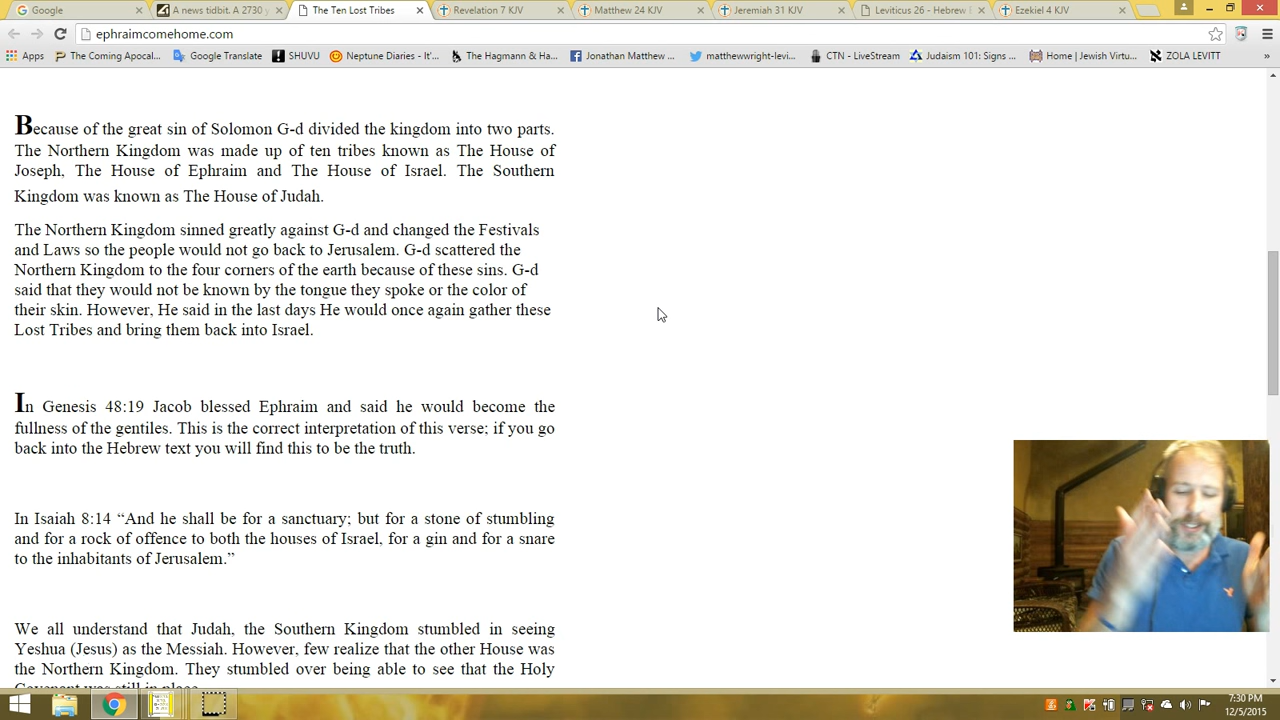 Google
A news tidbit. A 2730 y
The Ten Lost Tribes
Revelation 7 KJV
Matthew 24 KJV
Jeremiah 31 KJV
Leviticus 26 - Hebrew
Ezekiel 4 KJV
ephraimcomehome.com
Apps
The Coming Apocal...
Google Translate
SHUVU
Neptune Diaries - It'...
The Hagmann & Ha...
Jonathan Matthew ...
matthewwright-levi...
CTN - LiveStream
Judaism 101: Signs ...
Home | Jewish Virtu...
ZOLA LEVITT
»
Because of the great sin of Solomon G-d divided the kingdom into two parts.
The Northern Kingdom was made up of ten tribes known as The House of
Joseph, The House of Ephraim and The House of Israel. The Southern
Kingdom was known as The House of Judah.
The Northern Kingdom sinned greatly against G-d and changed the Festivals
and Laws so the people would not go back to Jerusalem. G-d scattered the
Northern Kingdom to the four corners of the earth because of these sins. G-d
said that they would not be known by the tongue they spoke or the color of
their skin. However, He said in the last days He would once again gather these
Lost Tribes and bring them back into Israel.
In Genesis 48:19 Jacob blessed Ephraim and said he would become the
fullness of the gentiles. This is the correct interpretation of this verse; if you go
back into the Hebrew text you will find this to be the truth.
In Isaiah 8:14 “And he shall be for a sanctuary; but for a stone of stumbling
and for a rock of offence to both the houses of Israel, for a gin and for a snare
to the inhabitants of Jerusalem.”
We all understand that Judah, the Southern Kingdom stumbled in seeing
Yeshua (Jesus) as the Messiah. However, few realize that the other House was
the Northern Kingdom. They stumbled over being able to see that the Holy
Covenant was still in place
7:30 PM
12/5/2015